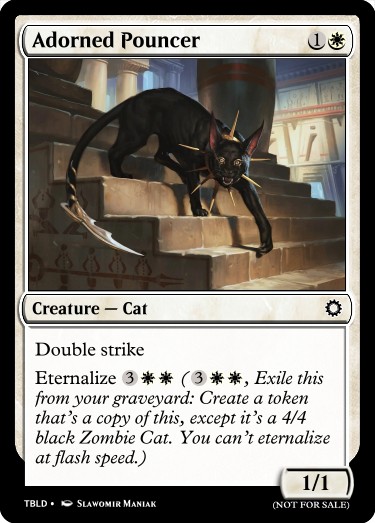 Adorned Pouncer 1
Creature — Cat
Double strike
Eternalize 3 ( 3 , Exile this
from your graveyard: Create a token
that's a copy of this, except it's a 4/4
black Zombie Cat. You can't eternalize
at flash speed.)
1/1
TBLD • Slawomir Maniak
(NOT FOR SALE)